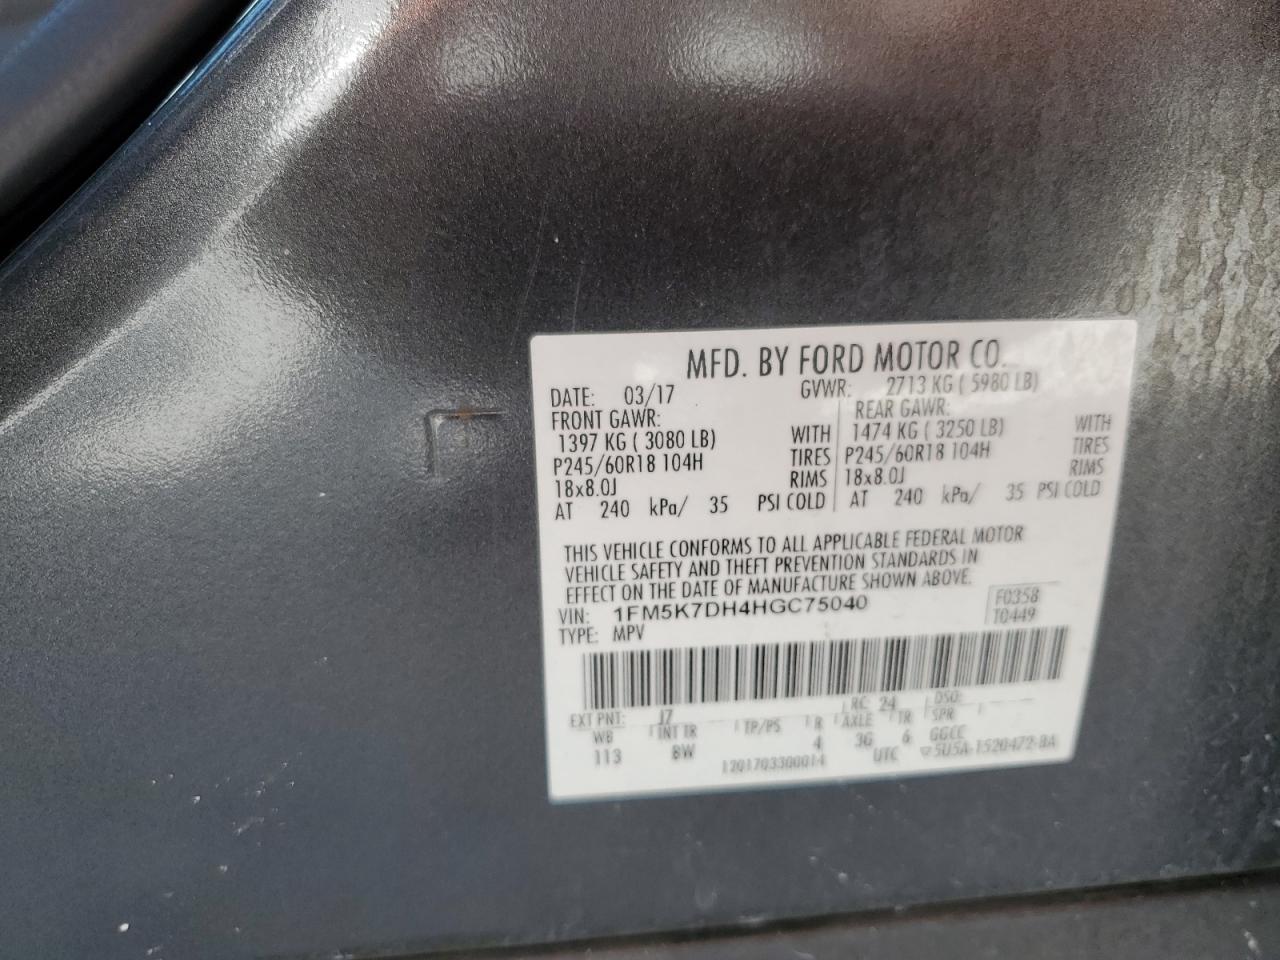 MFD. BY FORD MOTOR CO.
DATE: 03/17 GVWR: 2713 KG ( 5980 LB)
FRONT GAWR: REAR GAWR:
1397 KG ( 3080 LB) WITH 1474 KG ( 3250 LB) WITH
P245/60R18 104H TIRES P245/60R18 104H TIRES
18x8.0J RIMS 18x8.0J RIMS
AT 240 kPa/ 35 PSI COLD AT 240 kPa/ 35 PSI COLD
THIS VEHICLE CONFORMS TO ALL APPLICABLE FEDERAL MOTOR
VEHICLE SAFETY AND THEFT PREVENTION STANDARDS IN
EFFECT ON THE DATE OF MANUFACTURE SHOWN ABOVE.
VIN: 1FM5K7DH4HGC75040 F0358
TYPE: MPV T0449
EXT PNT: J7 RC: 24 DSO:
WB INT TR TP/PS R AXLE TR SPR
113 8W 4 3G 6 GGCC
1201703300014 UTC ▽5U5A-1520472-BA